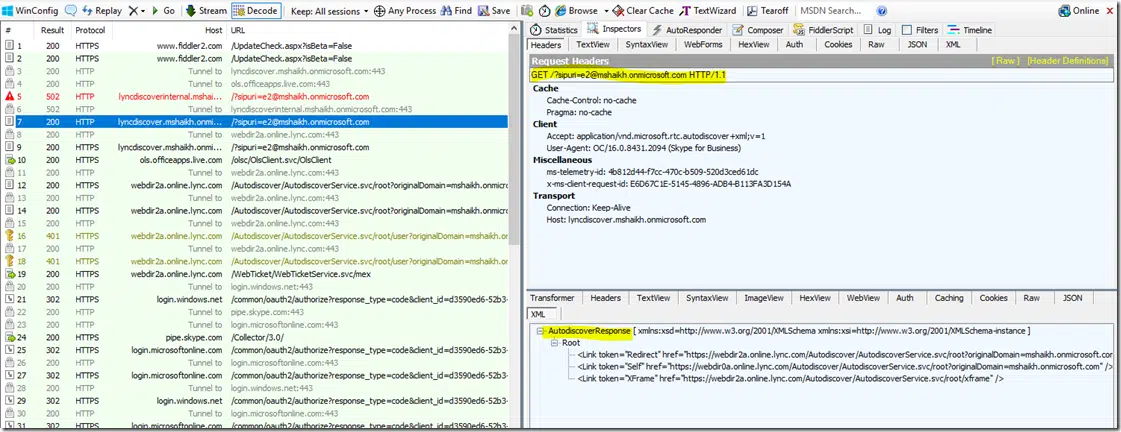 WinConfig Replay Go Stream Decode Keep: All sessions Any Process Find Save Browse Clear Cache TextWizard Tearoff MSDN Search... Online
# Result Protocol Host URL
1 200 HTTPS www.fiddler2.com /UpdateCheck.aspx?isBeta=False
2 200 HTTPS www.fiddler2.com /UpdateCheck.aspx?isBeta=False
3 200 HTTP Tunnel to lyncdiscover.mshaikh.onmicrosoft.com:443
4 200 HTTP Tunnel to ols.officeapps.live.com:443
5 502 HTTP lyncdiscoverinternal.mshai... /?sipuri=e2@mshaikh.onmicrosoft.com
6 502 HTTP Tunnel to lyncdiscoverinternal.mshaikh.onmicrosoft.com:443
7 200 HTTP lyncdiscover.mshaikh.onmi... /?sipuri=e2@mshaikh.onmicrosoft.com
8 200 HTTP Tunnel to webdir2a.online.lync.com:443
9 200 HTTPS lyncdiscover.mshaikh.onmi... /?sipuri=e2@mshaikh.onmicrosoft.com
10 200 HTTPS ols.officeapps.live.com /olsc/OlsClient.svc/OlsClient
11 200 HTTP Tunnel to webdir2a.online.lync.com:443
12 200 HTTPS webdir2a.online.lync.com /Autodiscover/AutodiscoverService.svc/root?originalDomain=mshaikh.onmicro
13 200 HTTP Tunnel to webdir2a.online.lync.com:443
14 200 HTTPS webdir2a.online.lync.com /Autodiscover/AutodiscoverService.svc/root?originalDomain=mshaikh.onmicro
15 200 HTTP Tunnel to webdir2a.online.lync.com:443
16 401 HTTPS webdir2a.online.lync.com /Autodiscover/AutodiscoverService.svc/root/user?originalDomain=mshaikh.on
17 200 HTTP Tunnel to webdir2a.online.lync.com:443
18 401 HTTPS webdir2a.online.lync.com /Autodiscover/AutodiscoverService.svc/root/user?originalDomain=mshaikh.on
19 200 HTTPS webdir2a.online.lync.com /WebTicket/WebTicketService.svc/mex
20 200 HTTP Tunnel to login.windows.net:443
21 302 HTTPS login.windows.net /common/oauth2/authorize?response_type=code&client_id=d3590ed6-52b3-
22 200 HTTP Tunnel to pipe.skype.com:443
23 200 HTTP Tunnel to login.microsoftonline.com:443
24 200 HTTPS pipe.skype.com /Collector/3.0/
25 302 HTTPS login.microsoftonline.com /common/oauth2/authorize?response_type=code&client_id=d3590ed6-52b3-
26 200 HTTP Tunnel to login.windows.net:443
27 302 HTTPS login.windows.net /common/oauth2/authorize?response_type=code&client_id=d3590ed6-52b3-
28 200 HTTP Tunnel to login.microsoftonline.com:443
29 302 HTTPS login.microsoftonline.com /common/oauth2/authorize?response_type=code&client_id=d3590ed6-52b3-
30 200 HTTP Tunnel to login.windows.net:443
31 302 HTTPS login.windows.net /common/oauth2/authorize?response_type=code&client_id=d3590ed6-52b3-
Statistics Inspectors AutoResponder Composer FiddlerScript Log Filters Timeline
Headers TextView SyntaxView WebForms HexView Auth Cookies Raw JSON XML
Request Headers [ Raw ] [Header Definitions]
GET /?sipuri=e2@mshaikh.onmicrosoft.com HTTP/1.1
Cache
Cache-Control: no-cache
Pragma: no-cache
Client
Accept: application/vnd.microsoft.rtc.autodiscover+xml;v=1
User-Agent: OC/16.0.8431.2094 (Skype for Business)
Miscellaneous
ms-telemetry-id: 4b812d44-f7cc-470c-b509-520d3ced61dc
x-ms-client-request-id: E6D67C1E-5145-4896-ADB4-B113FA3D154A
Transport
Connection: Keep-Alive
Host: lyncdiscover.mshaikh.onmicrosoft.com
Transformer Headers TextView SyntaxView ImageView HexView WebView Auth Caching Cookies Raw JSON
XML
AutodiscoverResponse [ xmlns:xsd=http://www.w3.org/2001/XMLSchema xmlns:xsi=http://www.w3.org/2001/XMLSchema-instance ]
Root
<Link token="Redirect" href="https://webdir2a.online.lync.com/Autodiscover/AutodiscoverService.svc/root?originalDomain=mshaikh.onmicrosoft.com
<Link token="Self" href="https://webdir0a.online.lync.com/Autodiscover/AutodiscoverService.svc/root?originalDomain=mshaikh.onmicrosoft.com" />
<Link token="XFrame" href="https://webdir2a.online.lync.com/Autodiscover/AutodiscoverService.svc/root/xframe" />